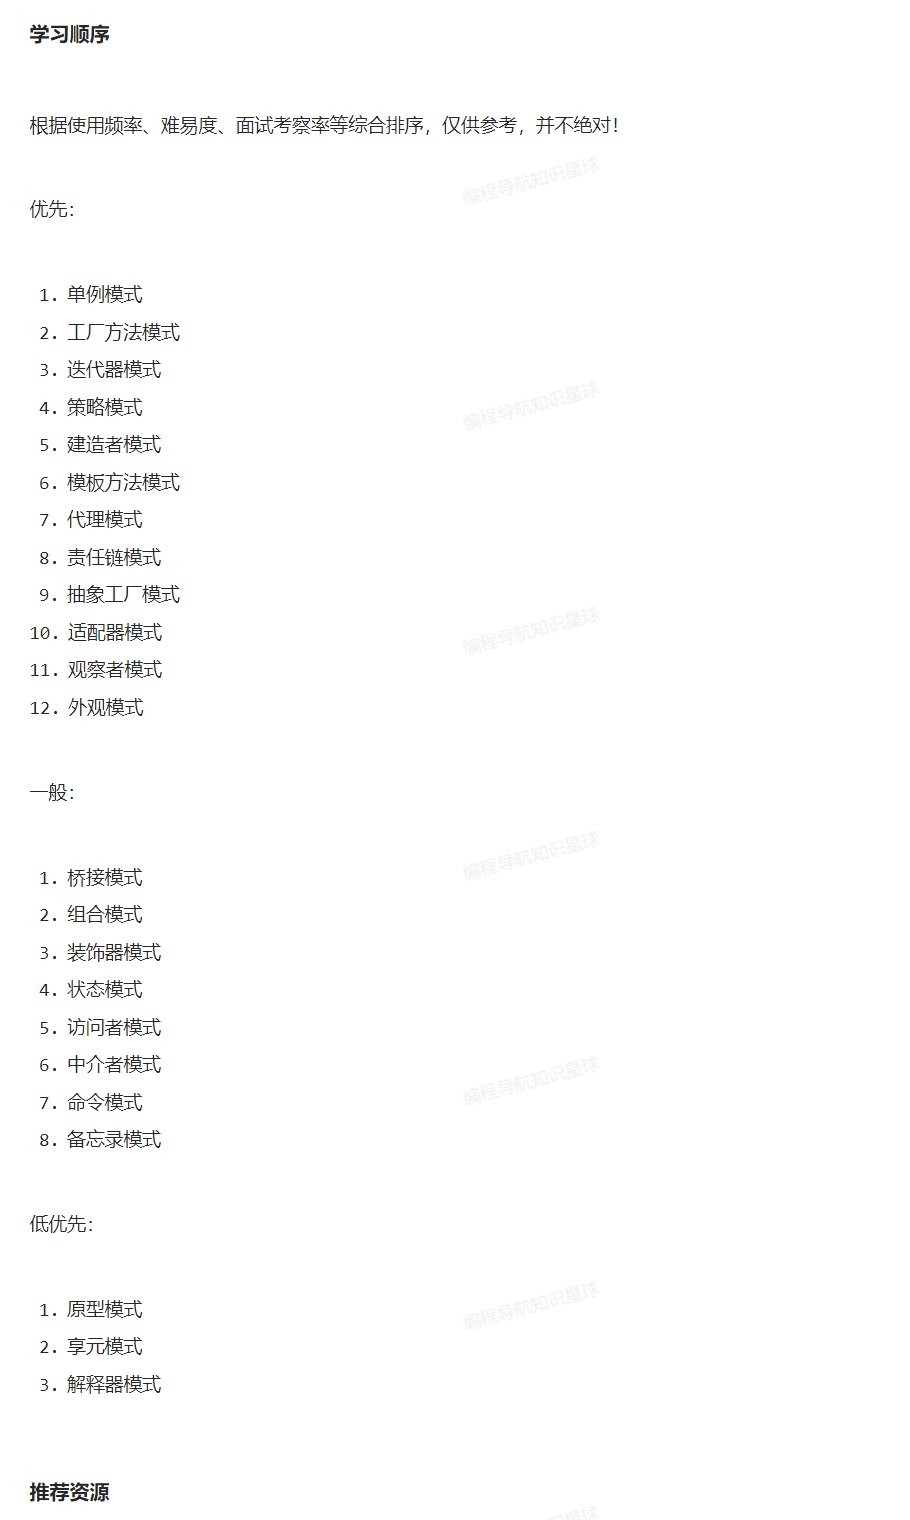 学习顺序
根据使用频率、难易度、面试考察率等综合排序，仅供参考，并不绝对！
编程导航知识星球
优先：
1. 单例模式
2. 工厂方法模式
3. 迭代器模式
编程导航知识星球
4. 策略模式
5. 建造者模式
6. 模板方法模式
7. 代理模式
8. 责任链模式
9. 抽象工厂模式
编程导航知识星球
10. 适配器模式
11. 观察者模式
12. 外观模式
一般：
编程导航知识星球
1. 桥接模式
2. 组合模式
3. 装饰器模式
4. 状态模式
5. 访问者模式
6. 中介者模式
编程导航知识星球
7. 命令模式
8. 备忘录模式
低优先：
编程导航知识星球
1. 原型模式
2. 享元模式
3. 解释器模式
推荐资源